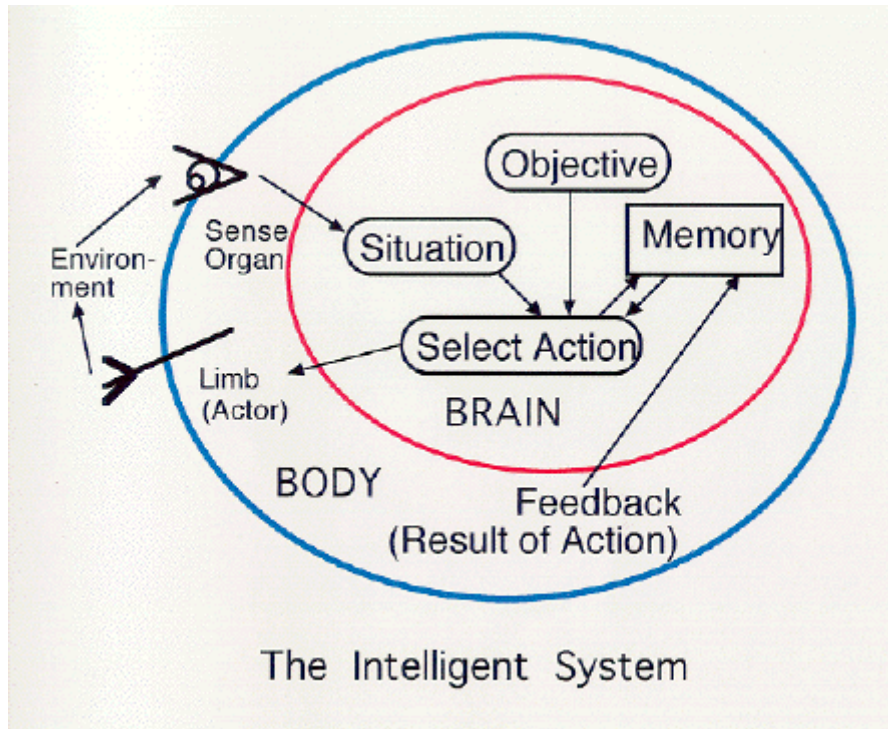 Objective
Memory
Situation
Sense
Organ
Environ-
ment
Select Action
Limb
(Actor)
BRAIN
BODY
Feedback
(Result of Action)
The Intelligent System